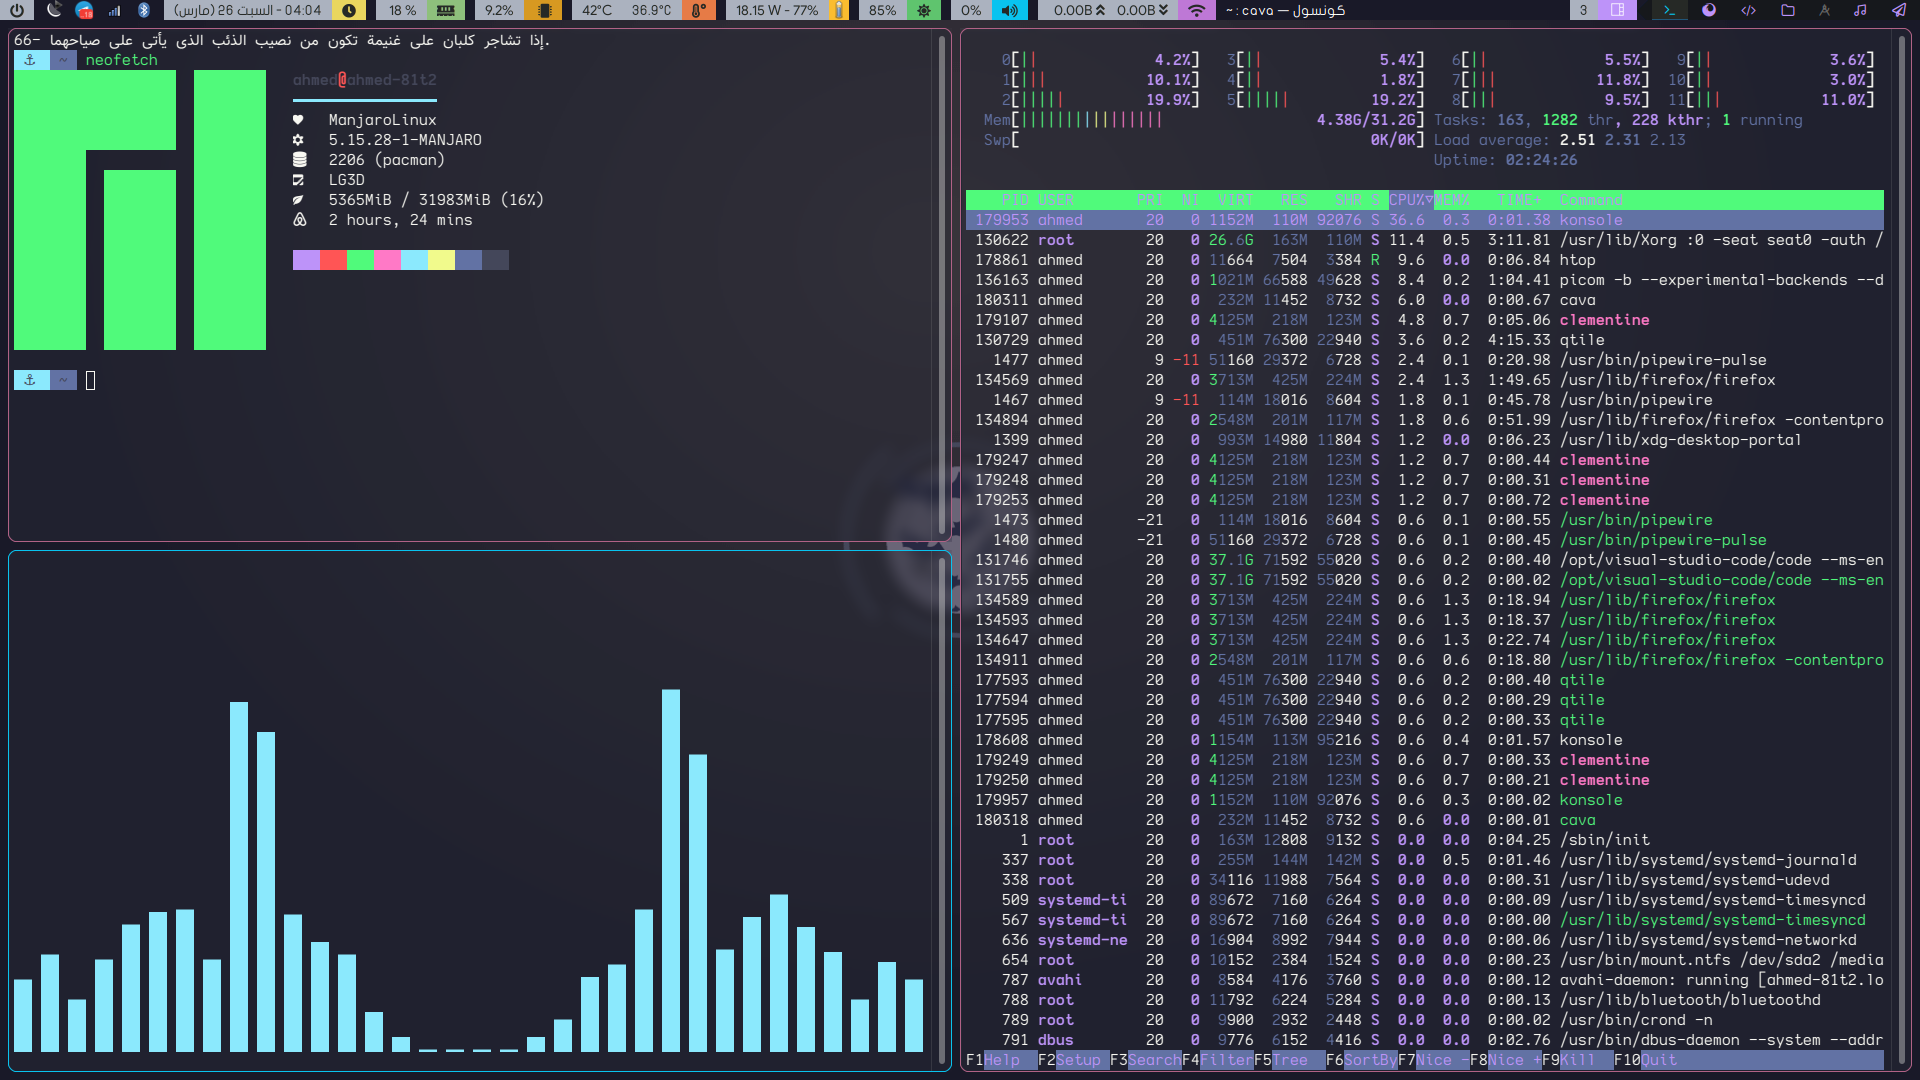 04:04 - السبت 26 (مارس)
18 %
9.2%
42°C 36.9°C
18.15 W - 77%
85%
0%
0.00B 0.00B
~ : cava — كونسول
3
66- إذا تشاجر كلبان على غنيمة تكون من نصيب الذئب الذى يأتى على صياحهما.
~ neofetch
ahmed@ahmed-81t2
ManjaroLinux
5.15.28-1-MANJARO
2206 (pacman)
LG3D
5365MiB / 31983MiB (16%)
2 hours, 24 mins
~
0[|| 4.2%] 3[|| 5.4%] 6[|| 5.5%] 9[|| 3.6%]
1[||| 10.1%] 4[|| 1.8%] 7[||| 11.8%] 10[|| 3.0%]
2[||||| 19.9%] 5[||||| 19.2%] 8[||| 9.5%] 11[||| 11.0%]
Mem[|||||||||||||||| 4.38G/31.2G] Tasks: 163, 1282 thr, 228 kthr; 1 running
Swp[ 0K/0K] Load average: 2.51 2.31 2.13
Uptime: 02:24:26
PID USER PRI NI VIRT RES SHR S CPU%▽MEM% TIME+ Command
179953 ahmed 20 0 1152M 110M 92076 S 36.6 0.3 0:01.38 konsole
130622 root 20 0 26.6G 163M 110M S 11.4 0.5 3:11.81 /usr/lib/Xorg :0 -seat seat0 -auth /
178861 ahmed 20 0 11664 7504 3384 R 9.6 0.0 0:06.84 htop
136163 ahmed 20 0 1021M 66588 49628 S 8.4 0.2 1:04.41 picom -b --experimental-backends --d
180311 ahmed 20 0 232M 11452 8732 S 6.0 0.0 0:00.67 cava
179107 ahmed 20 0 4125M 218M 123M S 4.8 0.7 0:05.06 clementine
130729 ahmed 20 0 451M 76300 22940 S 3.6 0.2 4:15.33 qtile
1477 ahmed 9 -11 51160 29372 6728 S 2.4 0.1 0:20.98 /usr/bin/pipewire-pulse
134569 ahmed 20 0 3713M 425M 224M S 2.4 1.3 1:49.65 /usr/lib/firefox/firefox
1467 ahmed 9 -11 114M 18016 8604 S 1.8 0.1 0:45.78 /usr/bin/pipewire
134894 ahmed 20 0 2548M 201M 117M S 1.8 0.6 0:51.99 /usr/lib/firefox/firefox -contentpro
1399 ahmed 20 0 993M 14980 11804 S 1.2 0.0 0:06.23 /usr/lib/xdg-desktop-portal
179247 ahmed 20 0 4125M 218M 123M S 1.2 0.7 0:00.44 clementine
179248 ahmed 20 0 4125M 218M 123M S 1.2 0.7 0:00.31 clementine
179253 ahmed 20 0 4125M 218M 123M S 1.2 0.7 0:00.72 clementine
1473 ahmed -21 0 114M 18016 8604 S 0.6 0.1 0:00.55 /usr/bin/pipewire
1480 ahmed -21 0 51160 29372 6728 S 0.6 0.1 0:00.45 /usr/bin/pipewire-pulse
131746 ahmed 20 0 37.1G 71592 55020 S 0.6 0.2 0:00.40 /opt/visual-studio-code/code --ms-en
131755 ahmed 20 0 37.1G 71592 55020 S 0.6 0.2 0:00.02 /opt/visual-studio-code/code --ms-en
134589 ahmed 20 0 3713M 425M 224M S 0.6 1.3 0:18.94 /usr/lib/firefox/firefox
134593 ahmed 20 0 3713M 425M 224M S 0.6 1.3 0:18.37 /usr/lib/firefox/firefox
134647 ahmed 20 0 3713M 425M 224M S 0.6 1.3 0:22.74 /usr/lib/firefox/firefox
134911 ahmed 20 0 2548M 201M 117M S 0.6 0.6 0:18.80 /usr/lib/firefox/firefox -contentpro
177593 ahmed 20 0 451M 76300 22940 S 0.6 0.2 0:00.40 qtile
177594 ahmed 20 0 451M 76300 22940 S 0.6 0.2 0:00.29 qtile
177595 ahmed 20 0 451M 76300 22940 S 0.6 0.2 0:00.33 qtile
178608 ahmed 20 0 1154M 113M 95216 S 0.6 0.4 0:01.57 konsole
179249 ahmed 20 0 4125M 218M 123M S 0.6 0.7 0:00.33 clementine
179250 ahmed 20 0 4125M 218M 123M S 0.6 0.7 0:00.21 clementine
179957 ahmed 20 0 1152M 110M 92076 S 0.6 0.3 0:00.02 konsole
180318 ahmed 20 0 232M 11452 8732 S 0.6 0.0 0:00.01 cava
1 root 20 0 163M 12808 9132 S 0.0 0.0 0:04.25 /sbin/init
337 root 20 0 255M 144M 142M S 0.0 0.5 0:01.46 /usr/lib/systemd/systemd-journald
338 root 20 0 34116 11988 7564 S 0.0 0.0 0:00.31 /usr/lib/systemd/systemd-udevd
509 systemd-ti 20 0 89672 7160 6264 S 0.0 0.0 0:00.09 /usr/lib/systemd/systemd-timesyncd
567 systemd-ti 20 0 89672 7160 6264 S 0.0 0.0 0:00.00 /usr/lib/systemd/systemd-timesyncd
636 systemd-ne 20 0 16904 8992 7944 S 0.0 0.0 0:00.06 /usr/lib/systemd/systemd-networkd
654 root 20 0 10152 2384 1524 S 0.0 0.0 0:00.23 /usr/bin/mount.ntfs /dev/sda2 /media
787 avahi 20 0 8584 4176 3760 S 0.0 0.0 0:00.12 avahi-daemon: running [ahmed-81t2.lo
788 root 20 0 11792 6224 5284 S 0.0 0.0 0:00.13 /usr/lib/bluetooth/bluetoothd
789 root 20 0 9900 2932 2448 S 0.0 0.0 0:00.02 /usr/bin/crond -n
791 dbus 20 0 9776 6152 4416 S 0.0 0.0 0:02.76 /usr/bin/dbus-daemon --system --addr
F1Help F2Setup F3SearchF4FilterF5Tree F6SortByF7Nice -F8Nice +F9Kill F10Quit